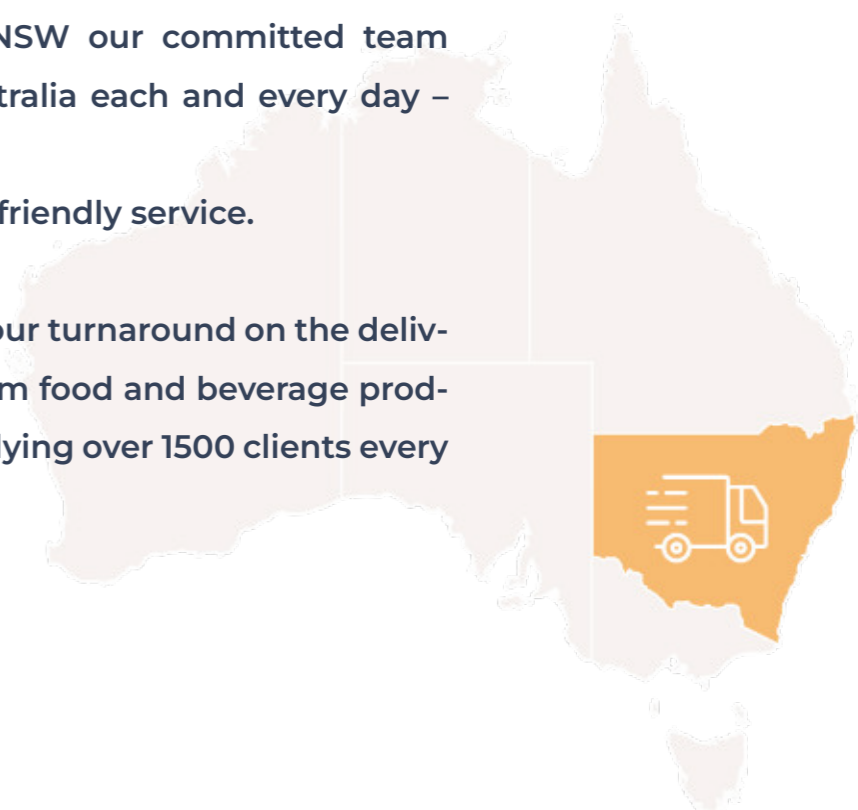 NSW our committed team
tralia each and every day –
friendly service.
our turnaround on the deliv-
m food and beverage prod-
lying over 1500 clients every